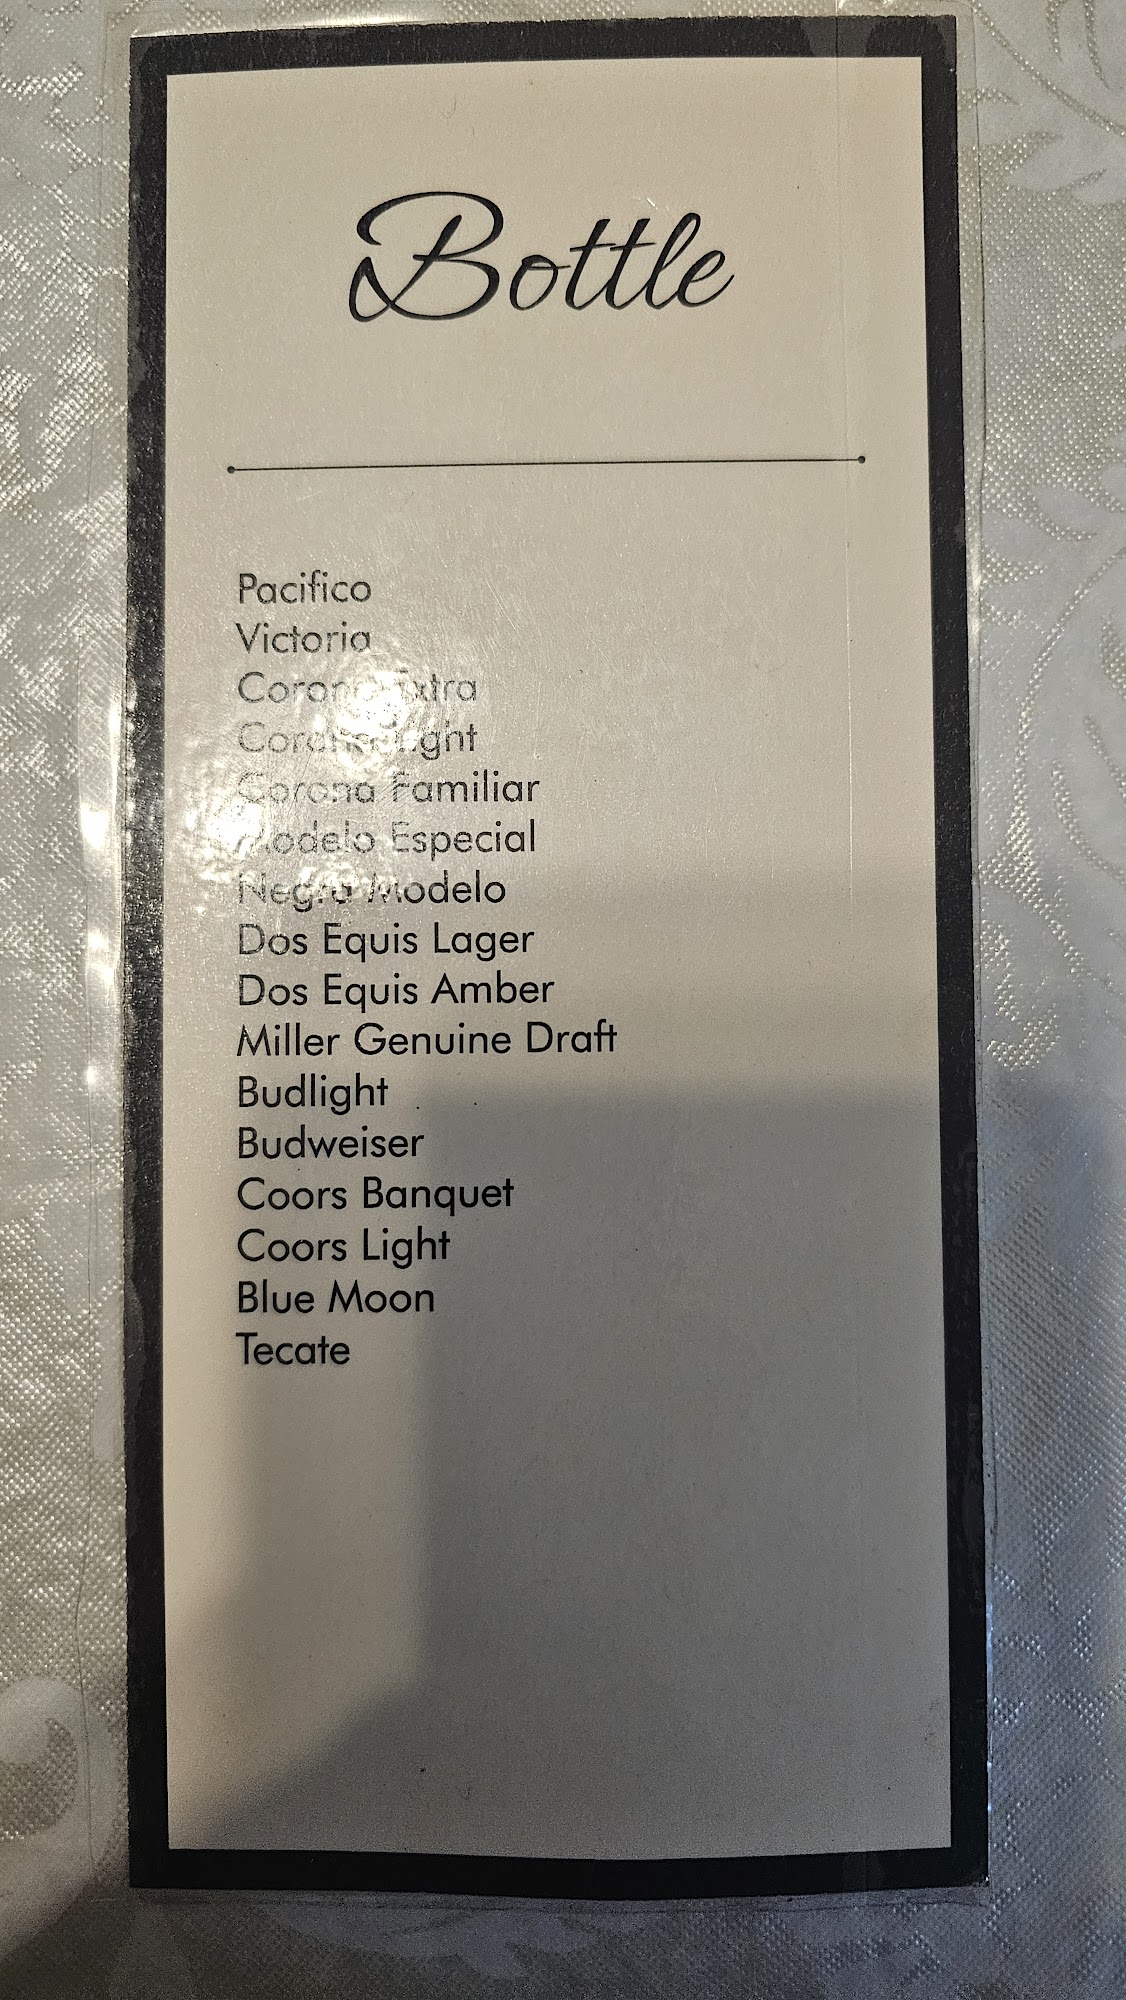 Bottle
Pacifico
Victoria
Corona Extra
Corona Light
Corona Familiar
Modelo Especial
Negra Modelo
Dos Equis Lager
Dos Equis Amber
Miller Genuine Draft
Budlight
Budweiser
Coors Banquet
Coors Light
Blue Moon
Tecate